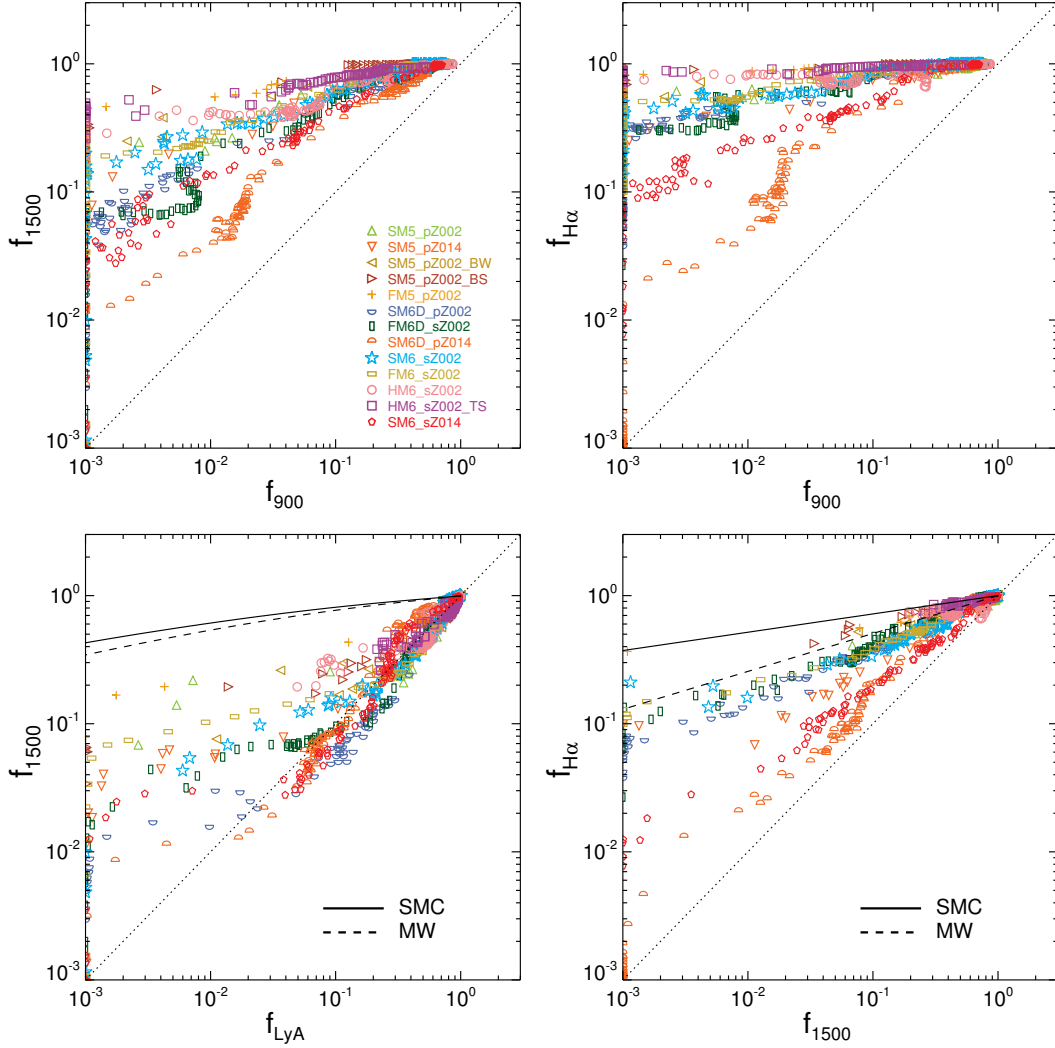 10⁰
10⁻¹
10⁻²
10⁻³
f₁₅₀₀
10⁻³ 10⁻² 10⁻¹ 10⁰
f₉₀₀
SM5_pZ002
SM5_pZ014
SM5_pZ002_BW
SM5_pZ002_BS
FM5_pZ002
SM6D_pZ002
FM6D_sZ002
SM6D_pZ014
SM6_sZ002
FM6_sZ002
HM6_sZ002
HM6_sZ002_TS
SM6_sZ014
10⁰
10⁻¹
10⁻²
10⁻³
f_Hα
10⁻³ 10⁻² 10⁻¹ 10⁰
f₉₀₀
10⁰
10⁻¹
10⁻²
10⁻³
f₁₅₀₀
SMC
MW
10⁻³ 10⁻² 10⁻¹ 10⁰
f_LyA
10⁰
10⁻¹
10⁻²
10⁻³
f_Hα
SMC
MW
10⁻³ 10⁻² 10⁻¹ 10⁰
f₁₅₀₀